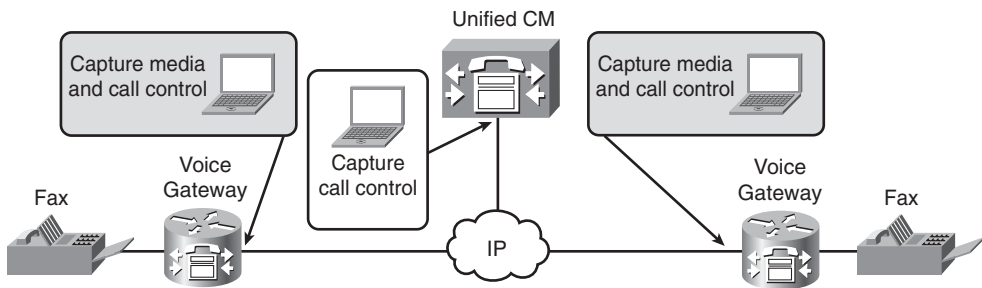 Unified CM
Capture media
and call control
Capture
call control
Capture media
and call control
Voice
Gateway
Fax
Voice
Gateway
Fax
IP